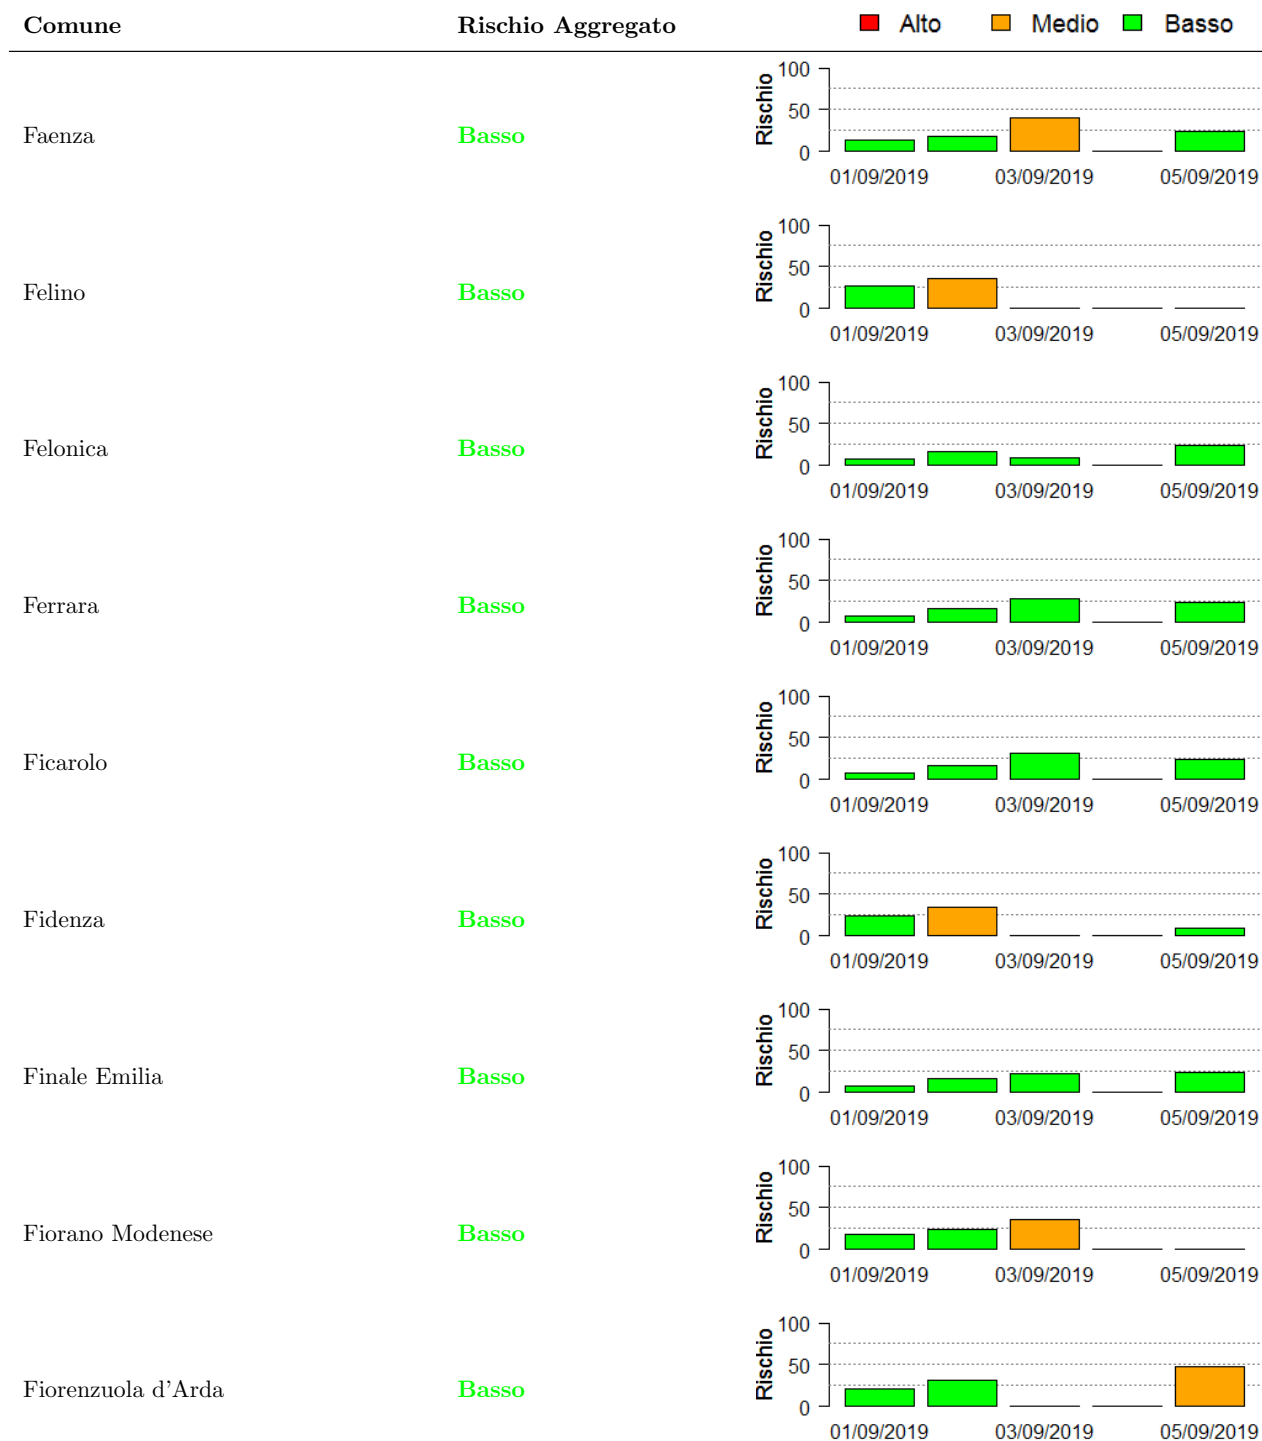 Comune Rischio Aggregato Alto Medio Basso
100
50
0
Rischio
Faenza Basso
01/09/2019 03/09/2019 05/09/2019
100
50
0
Rischio
Felino Basso
01/09/2019 03/09/2019 05/09/2019
100
50
0
Rischio
Felonica Basso
01/09/2019 03/09/2019 05/09/2019
100
50
0
Rischio
Ferrara Basso
01/09/2019 03/09/2019 05/09/2019
100
50
0
Rischio
Ficarolo Basso
01/09/2019 03/09/2019 05/09/2019
100
50
0
Rischio
Fidenza Basso
01/09/2019 03/09/2019 05/09/2019
100
50
0
Rischio
Finale Emilia Basso
01/09/2019 03/09/2019 05/09/2019
100
50
0
Rischio
Fiorano Modenese Basso
01/09/2019 03/09/2019 05/09/2019
100
50
0
Rischio
Fiorenzuola d'Arda Basso
01/09/2019 03/09/2019 05/09/2019